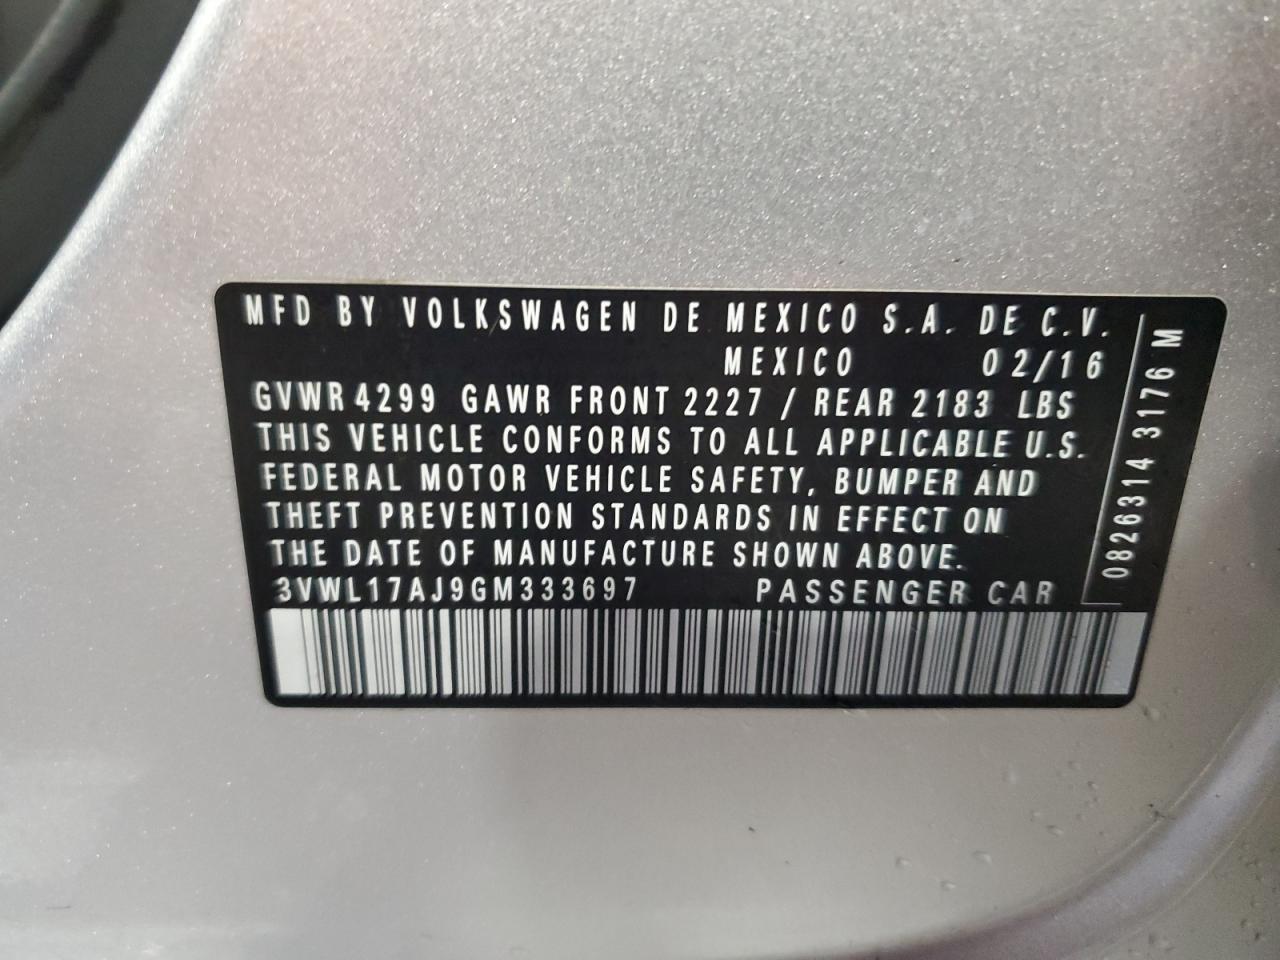 MFD BY VOLKSWAGEN DE MEXICO S.A. DE C.V.
MEXICO 02/16
GVWR 4299 GAWR FRONT 2227 / REAR 2183 LBS
THIS VEHICLE CONFORMS TO ALL APPLICABLE U.S.
FEDERAL MOTOR VEHICLE SAFETY, BUMPER AND
THEFT PREVENTION STANDARDS IN EFFECT ON
THE DATE OF MANUFACTURE SHOWN ABOVE.
3VWL17AJ9GM333697 PASSENGER CAR
0826314 3176 M